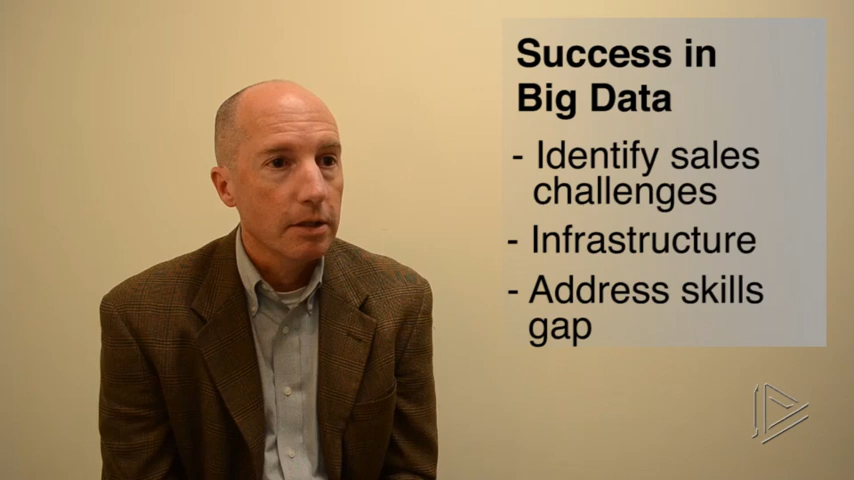 Success in
Big Data
- Identify sales
challenges
- Infrastructure
- Address skills
gap